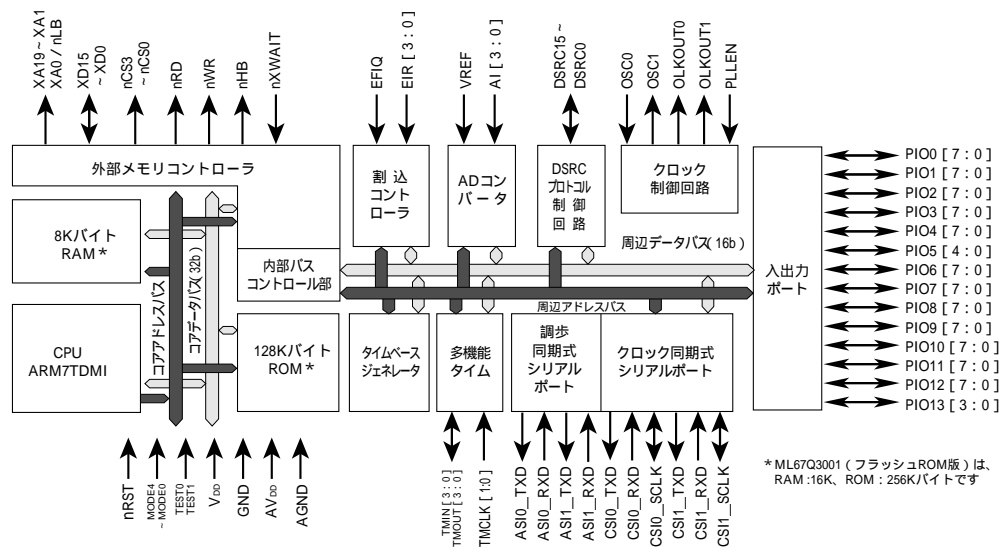 XA19~XA1
XA0 / nLB
XD15
~XD0
nCS3
~nCS0
nRD
nWR
nHB
nXWAIT
EFIQ
EIR [ 3 : 0 ]
VREF
AI [ 3 : 0 ]
DSRC15~
DSRC0
OSC0
OSC1
OLKOUT0
OLKOUT1
PLLEN
外部メモリコントローラ
割込
コント
ローラ
ADコン
バータ
DSRC
プロトコル
制御
回路
クロック
制御回路
8Kバイト
RAM*
コアアドレスバス
コアデータバス(32b)
内部バス
コントロール部
周辺データバス(16b)
周辺アドレスバス
入出力
ポート
CPU
ARM7TDMI
128Kバイト
ROM*
タイムベース
ジェネレータ
多機能
タイム
調歩
同期式
シリアル
ポート
クロック同期式
シリアルポート
PIO0 [ 7 : 0 ]
PIO1 [ 7 : 0 ]
PIO2 [ 7 : 0 ]
PIO3 [ 7 : 0 ]
PIO4 [ 7 : 0 ]
PIO5 [ 4 : 0 ]
PIO6 [ 7 : 0 ]
PIO7 [ 7 : 0 ]
PIO8 [ 7 : 0 ]
PIO9 [ 7 : 0 ]
PIO10 [ 7 : 0 ]
PIO11 [ 7 : 0 ]
PIO12 [ 7 : 0 ]
PIO13 [ 3 : 0 ]
nRST
MODE4
~MODE0
TEST0
TEST1
VDD
GND
AVDD
AGND
TMIN [ 3 : 0 ]
TMOUT [ 3 : 0 ]
TMCLK [ 1:0 ]
ASI0_TXD
ASI0_RXD
ASI1_TXD
ASI1_RXD
CSI0_TXD
CSI0_RXD
CSI0_SCLK
CSI1_TXD
CSI1_RXD
CSI1_SCLK
*ML67Q3001(フラッシュROM版)は、
RAM :16K、ROM : 256Kバイトです